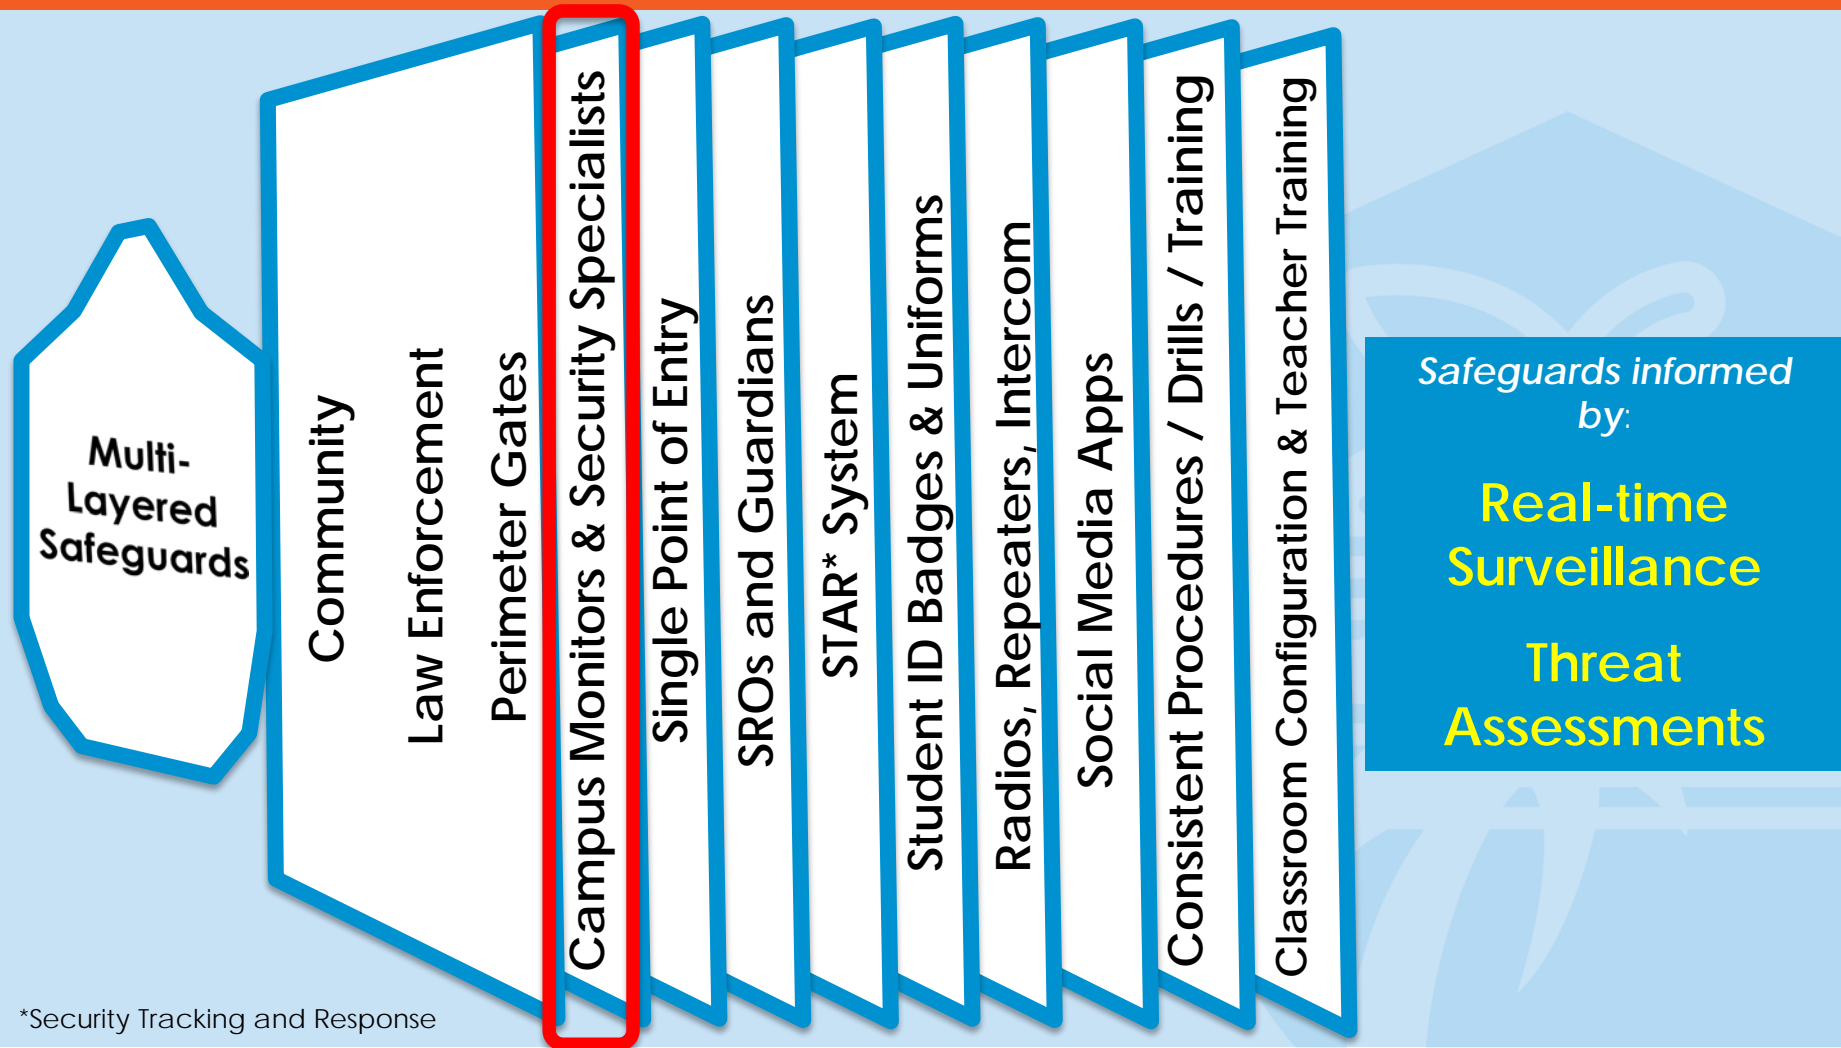 Multi-
Layered
Safeguards
Community
Law Enforcement
Perimeter Gates
Campus Monitors & Security Specialists
Single Point of Entry
SROs and Guardians
STAR* System
Student ID Badges & Uniforms
Radios, Repeaters, Intercom
Social Media Apps
Consistent Procedures / Drills / Training
Classroom Configuration & Teacher Training
Safeguards informed
by:
Real-time
Surveillance
Threat
Assessments
*Security Tracking and Response